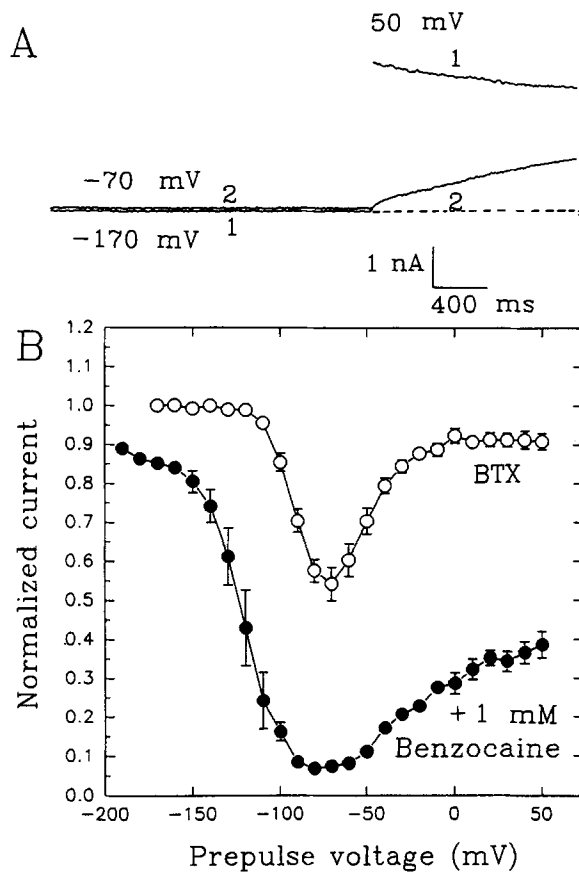 A
50 mV
1
-70 mV
2
2
-170 mV
1
1 nA
400 ms
B
1.2
1.1
1.0
0.9
0.8
0.7
0.6
0.5
0.4
0.3
0.2
0.1
0.0
Normalized current
BTX
+ 1 mM
Benzocaine
-200
-150
-100
-50
0
50
Prepulse voltage (mV)